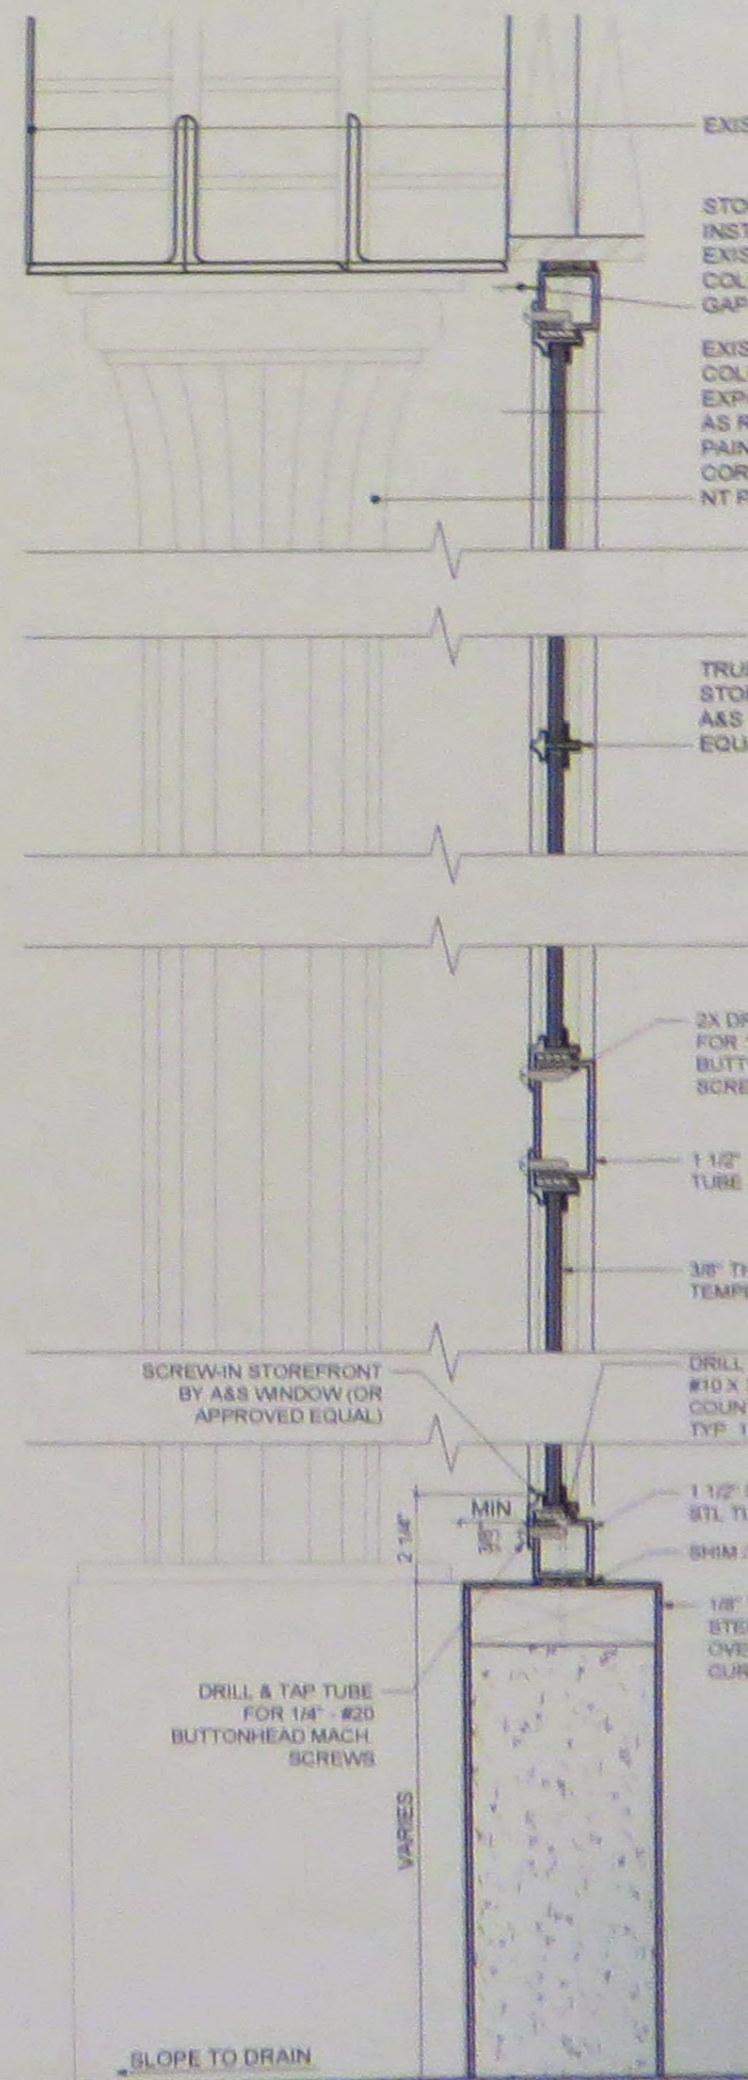 EXIS
STO
INST
EXIS
COL
GAP
EXIS
COL
EXP
AS R
PAIN
COR
NT P
TRU
STO
A&S
EQU
2X DR
FOR
BUTT
SCRE
1 1/2"
TUBE
3/8" TH
TEMP
SCREW-IN STOREFRONT
BY A&S WINDOW (OR
APPROVED EQUAL)
DRILL
#10 X
COUN
TYP 1
MIN
3/8"
2 1/4"
1 1/2"
STL TU
SHIM
1/8"
STE
OVE
CUR
DRILL & TAP TUBE
FOR 1/4" - #20
BUTTONHEAD MACH.
SCREWS
VARIES
SLOPE TO DRAIN